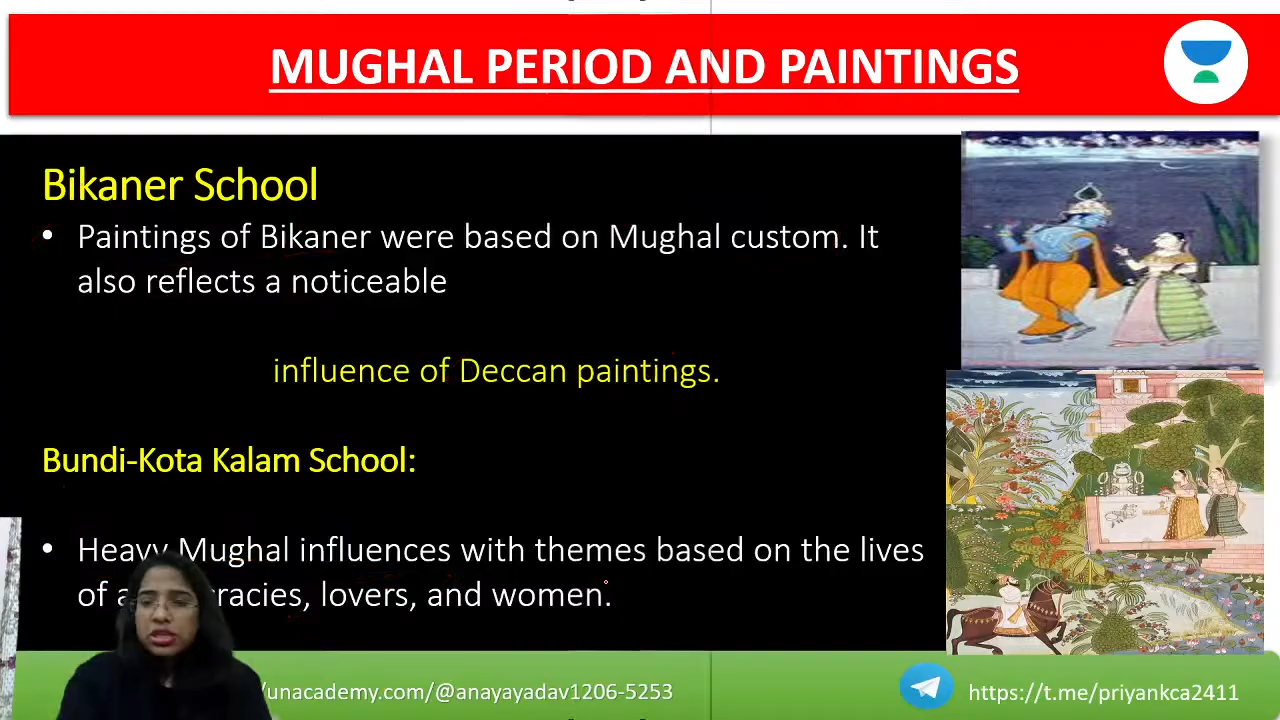 MUGHAL PERIOD AND PAINTINGS
Bikaner School
• Paintings of Bikaner were based on Mughal custom. It
also reflects a noticeable
influence of Deccan paintings.
Bundi-Kota Kalam School:
• Heavy Mughal influences with themes based on the lives
of lovers, and women.
/unacademy.com/@anayayadav1206-5253
https://t.me/priyankca2411